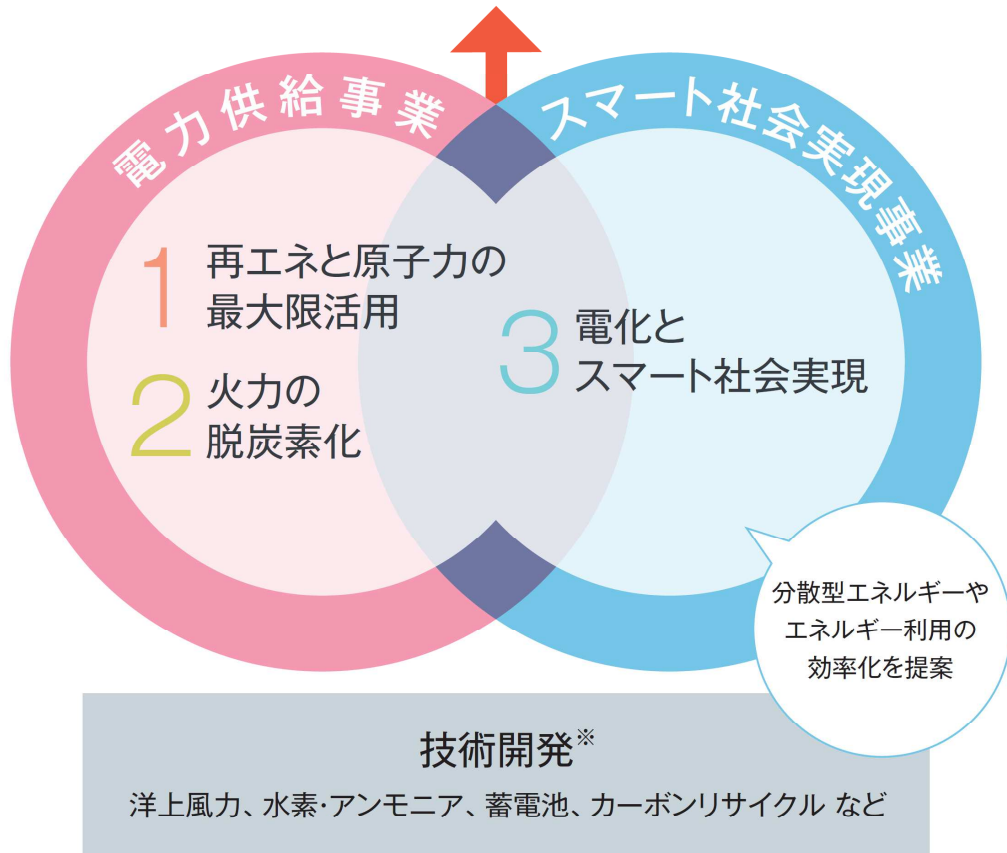 電力供給事業
スマート社会実現事業
1 再エネと原子力の
最大限活用
2 火力の
脱炭素化
3 電化と
スマート社会実現
分散型エネルギーや
エネルギー利用の
効率化を提案
技術開発※
洋上風力、水素・アンモニア、蓄電池、カーボンリサイクル など